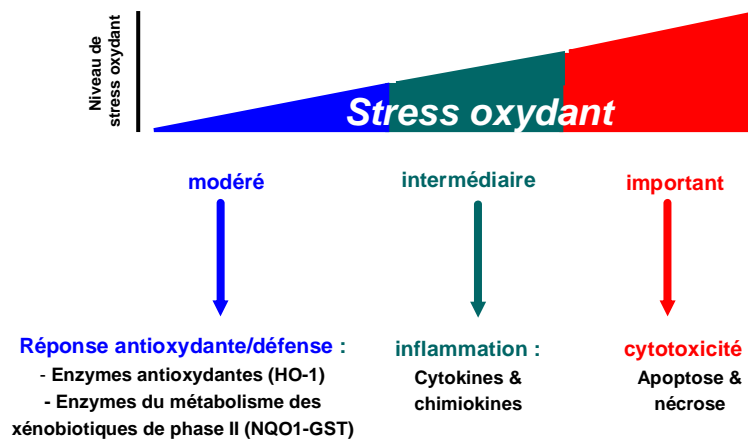 Niveau de
stress oxydant
Stress oxydant
modéré
intermédiaire
important
Réponse antioxydante/défense :
- Enzymes antioxydantes (HO-1)
- Enzymes du métabolisme des
xénobiotiques de phase II (NQO1-GST)
inflammation :
Cytokines &
chimiokines
cytotoxicité
Apoptose &
nécrose